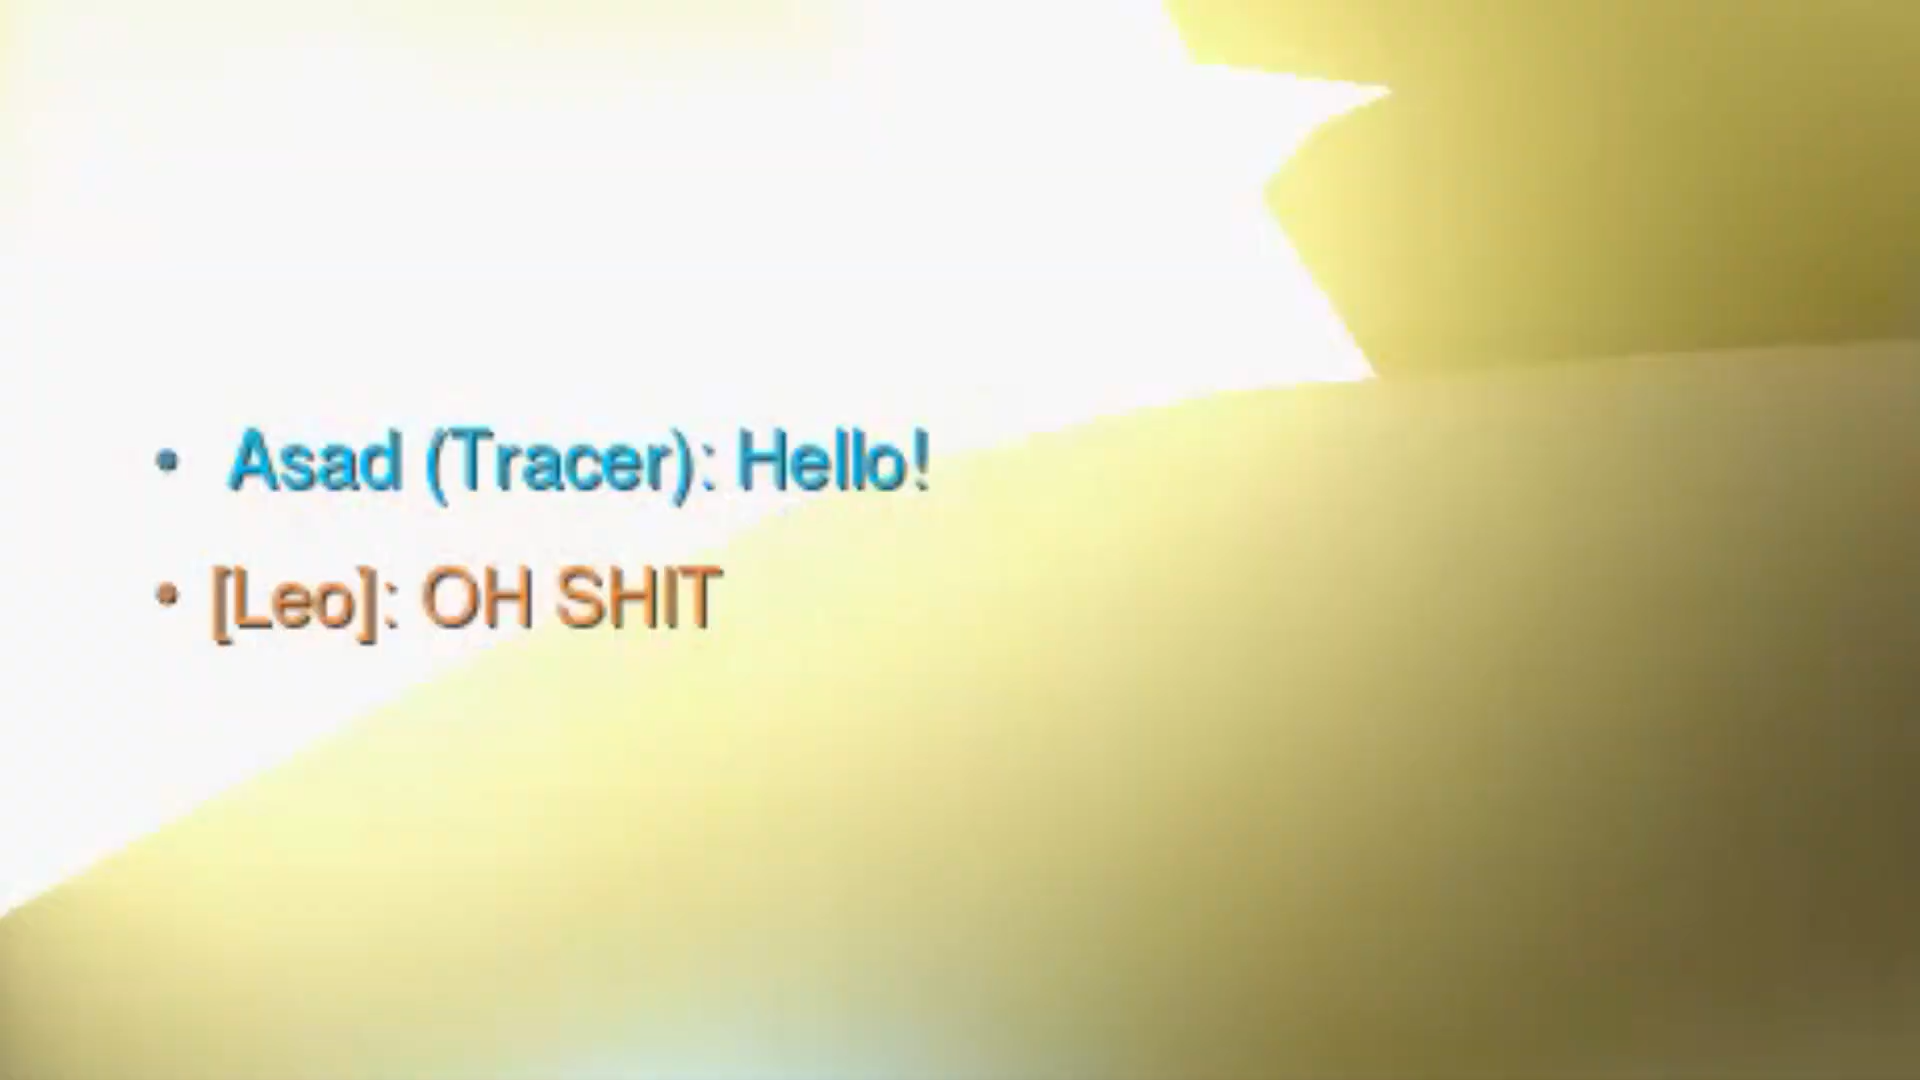 • Asad (Tracer): Hello!
• [Leo]: OH SHIT